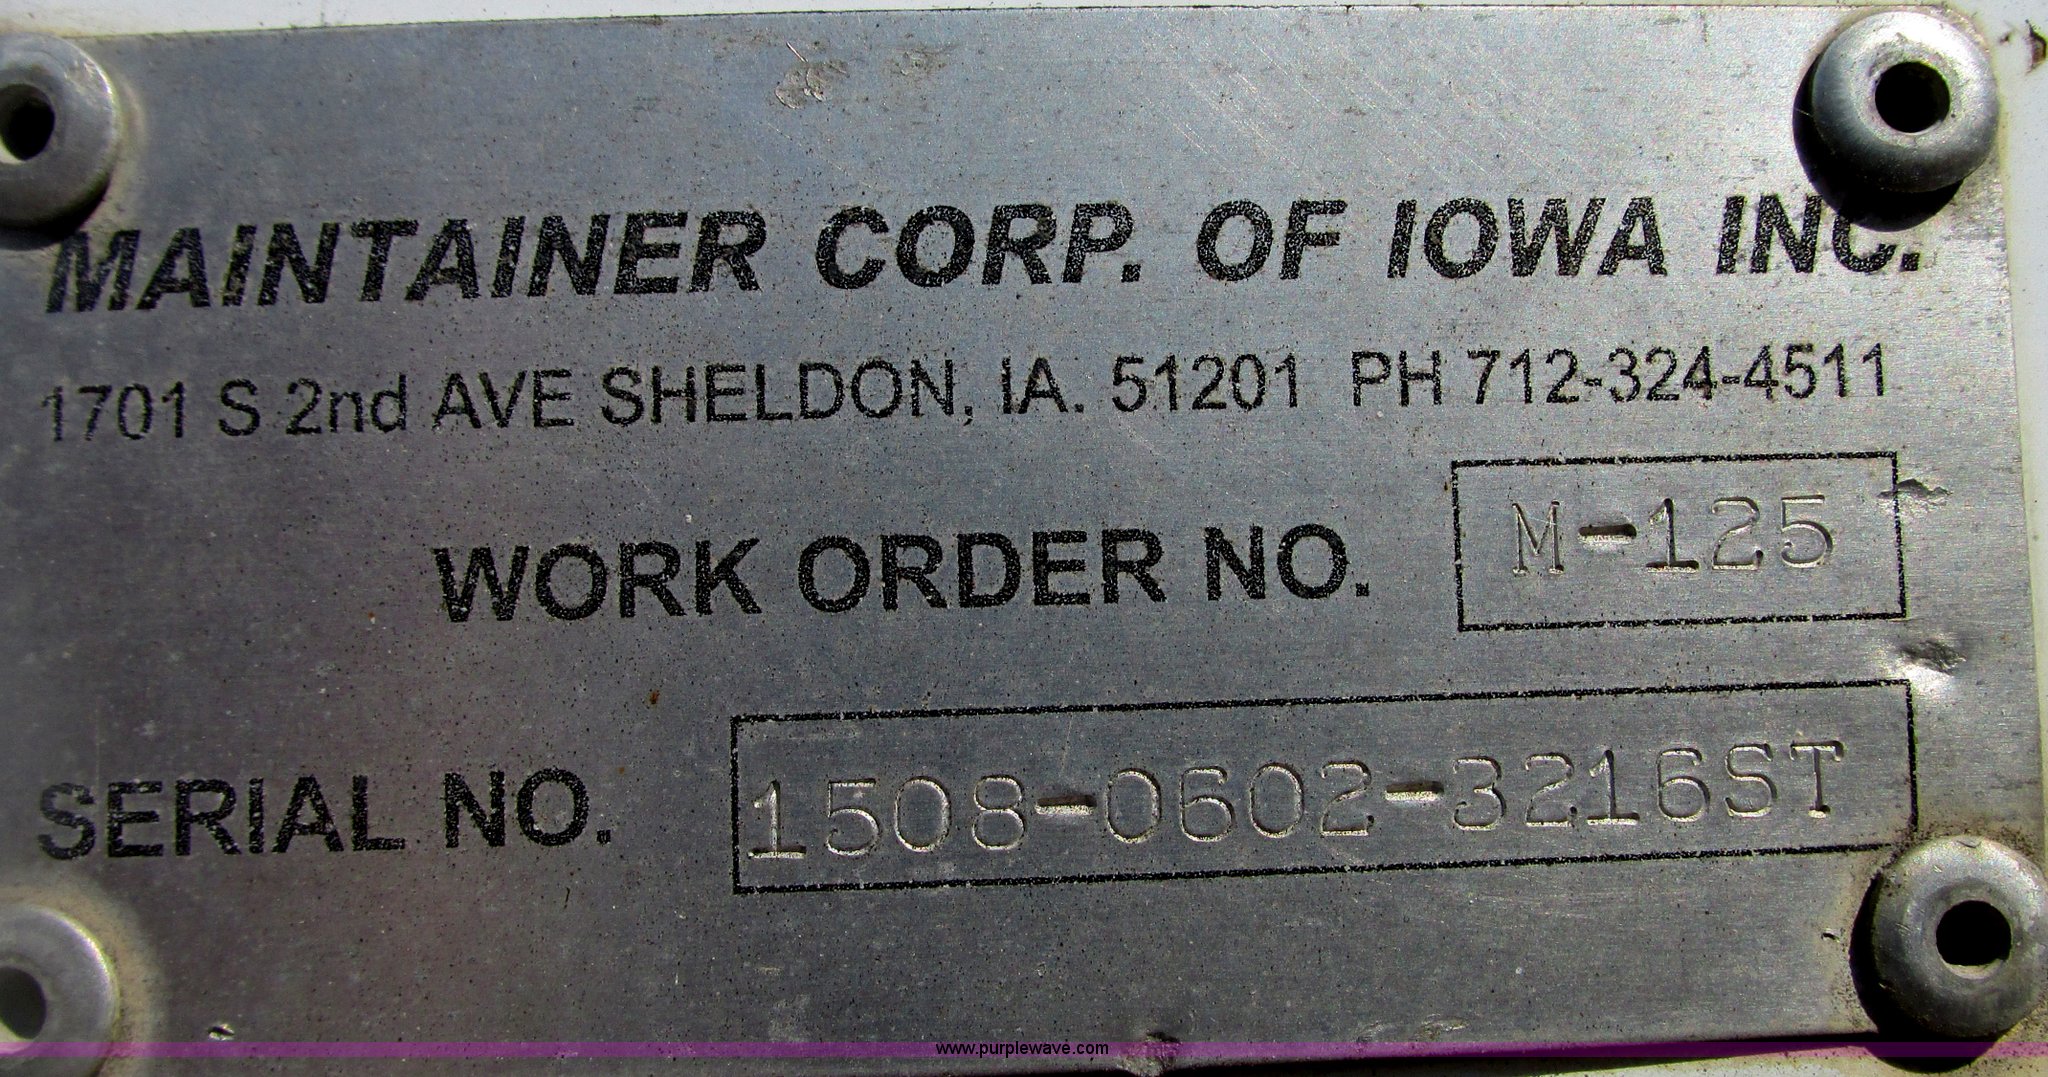 MAINTAINER CORP. OF IOWA INC.
1701 S 2nd AVE SHELDON, IA. 51201 PH 712-324-4511
WORK ORDER NO. M-125
SERIAL NO. 1508-0602-3216ST
www.purplewave.com